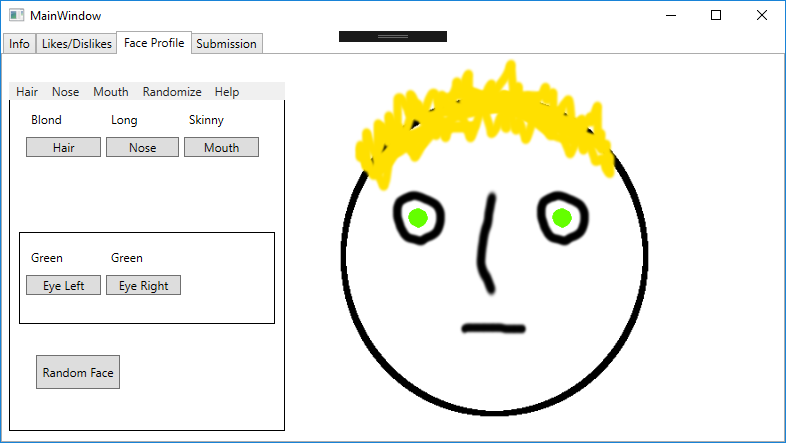 MainWindow
Info Likes/Dislikes Face Profile Submission
Hair Nose Mouth Randomize Help
Blond Long Skinny
Hair Nose Mouth
Green Green
Eye Left Eye Right
Random Face